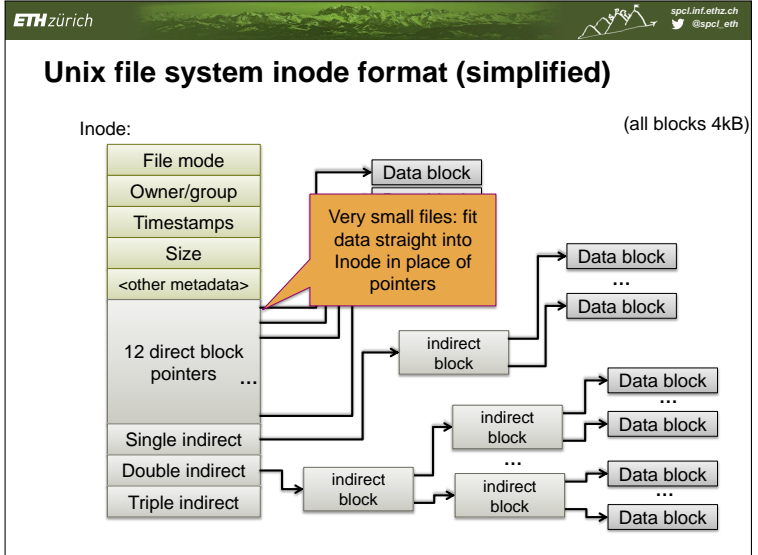 ETH zürich
spcl.inf.ethz.ch
@spcl_eth
Unix file system inode format (simplified)
Inode:
(all blocks 4kB)
File mode
Owner/group
Timestamps
Size
<other metadata>
12 direct block
pointers
...
Single indirect
Double indirect
Triple indirect
Data block
Very small files: fit
data straight into
Inode in place of
pointers
Data block
...
Data block
indirect
block
Data block
...
Data block
indirect
block
...
indirect
block
indirect
block
Data block
...
Data block